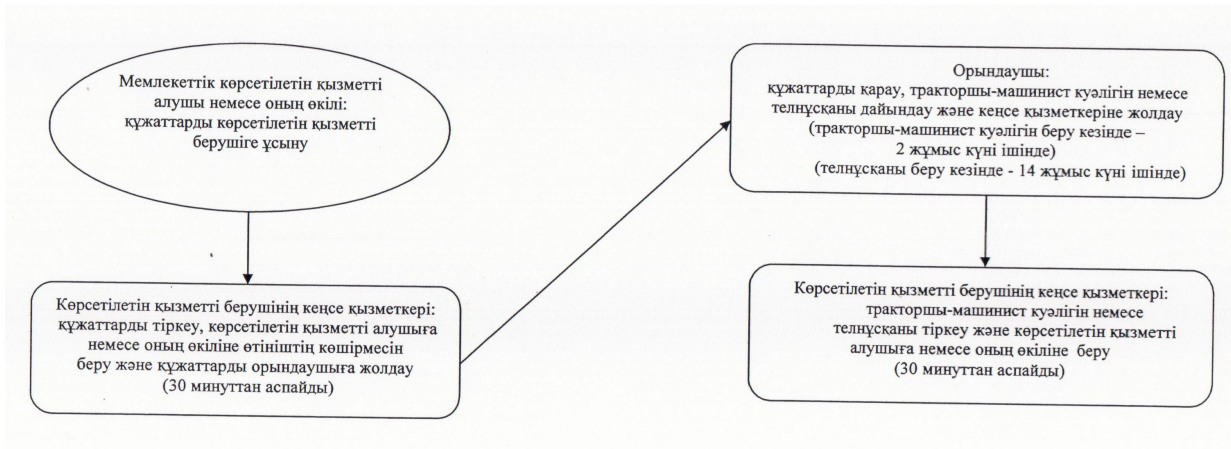 Мемлекеттік көрсетілетін қызметті
алушы немесе оның өкілі:
құжаттарды көрсетілетін қызметті
берушіге ұсыну
Көрсетілетін қызметті берушінің кеңсе қызметкері:
құжаттарды тіркеу, көрсетілетін қызметті алушыға
немесе оның өкіліне өтініштің көшірмесін
беру және құжаттарды орындаушыға жолдау
(30 минуттан аспайды)
Орындаушы:
құжаттарды қарау, тракторшы-машинист куәлігін немесе
телнұсканы дайындау және кеңсе қызметкеріне жолдау
(тракторшы-машинист куәлігін беру кезінде –
2 жұмыс күні ішінде)
(телнұсканы беру кезінде - 14 жұмыс күні ішінде)
Көрсетілетін қызметті берушінің кеңсе қызметкері:
тракторшы-машинист куәлігін немесе
телнұсканы тіркеу және көрсетілетін қызметті
алушыға немесе оның өкіліне беру
(30 минуттан аспайды)